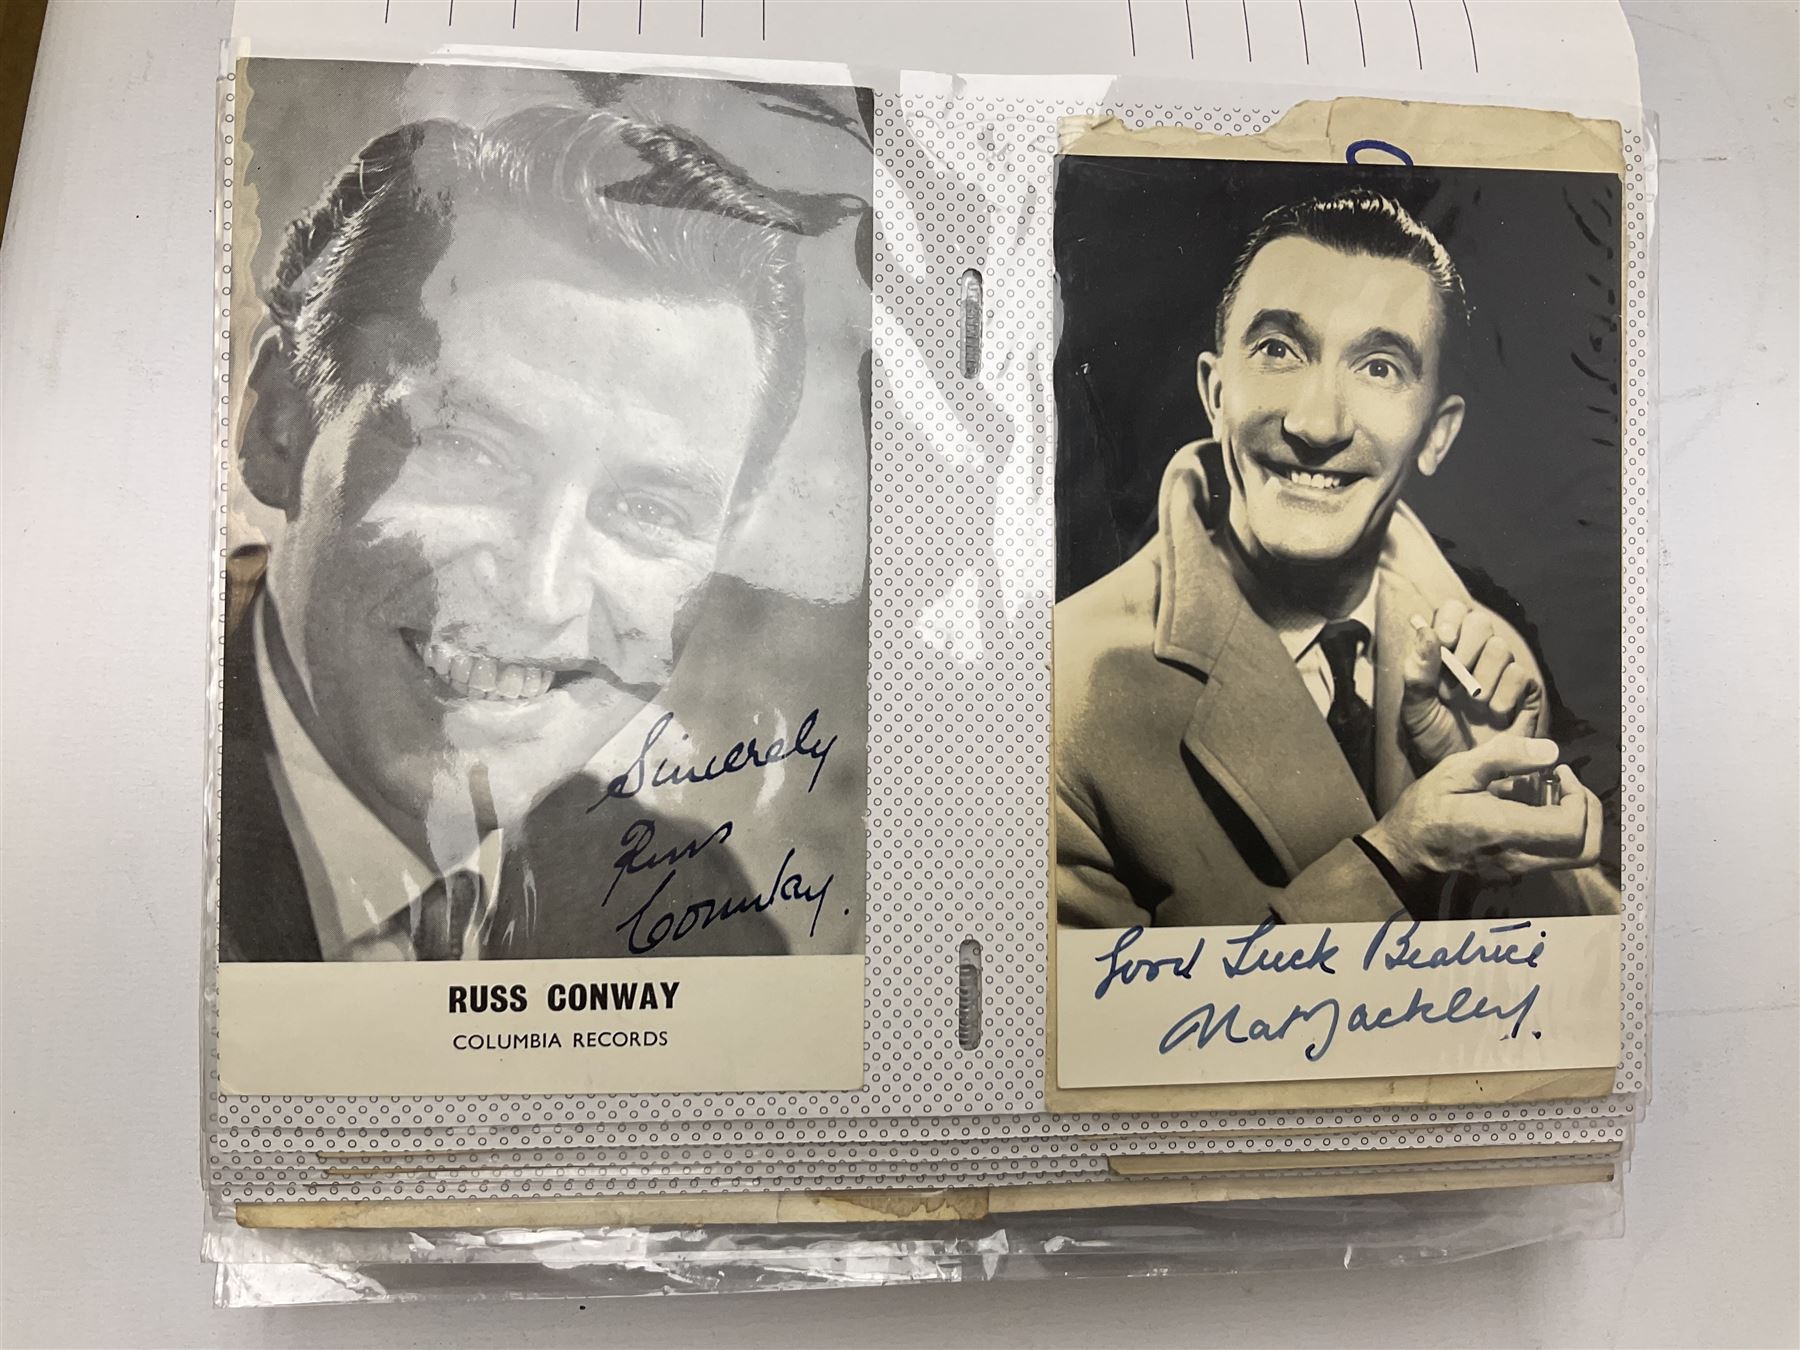 Sincerely
Russ
Conway.
RUSS CONWAY
COLUMBIA RECORDS
Good Luck Beatrice
Nat Jackley.